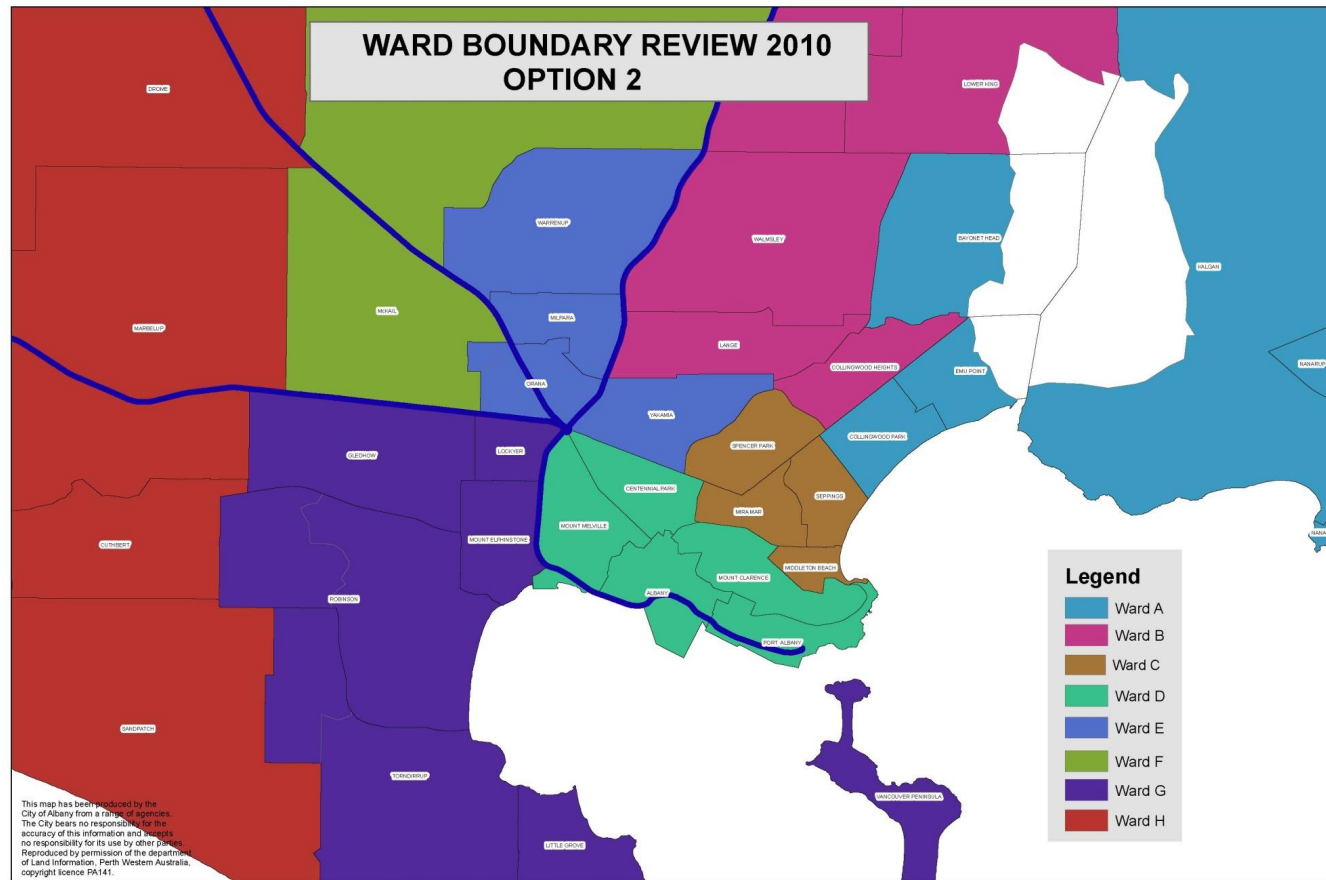 WARD BOUNDARY REVIEW 2010
OPTION 2
DROME
LOWER KING
WARRENUP
WALMSLEY
BAYONET HEAD
KALGAN
MCKAIL
MILPARA
MARBELUP
LANGE
COLLINGWOOD HEIGHTS
NANARUP
EMU POINT
ORANA
YAKAMIA
COLLINGWOOD PARK
SPENCER PARK
LOCKYER
GLEDHOW
CENTENNIAL PARK
SEPPINGS
MIRA MAR
MOUNT MELVILLE
NANA
MOUNT ELPHINSTONE
CUTHBERT
MIDDLETON BEACH
MOUNT CLARENCE
ALBANY
ROBINSON
PORT ALBANY
SANDPATCH
TORNDIRRUP
VANCOUVER PENINSULA
LITTLE GROVE
Legend
Ward A
Ward B
Ward C
Ward D
Ward E
Ward F
Ward G
Ward H
This map has been produced by the
City of Albany from a range of agencies.
The City bears no responsibility for the
accuracy of this information and accepts
no responsibility for its use by other parties.
Reproduced by permission of the department
of Land Information, Perth Western Australia,
copyright licence PA141.